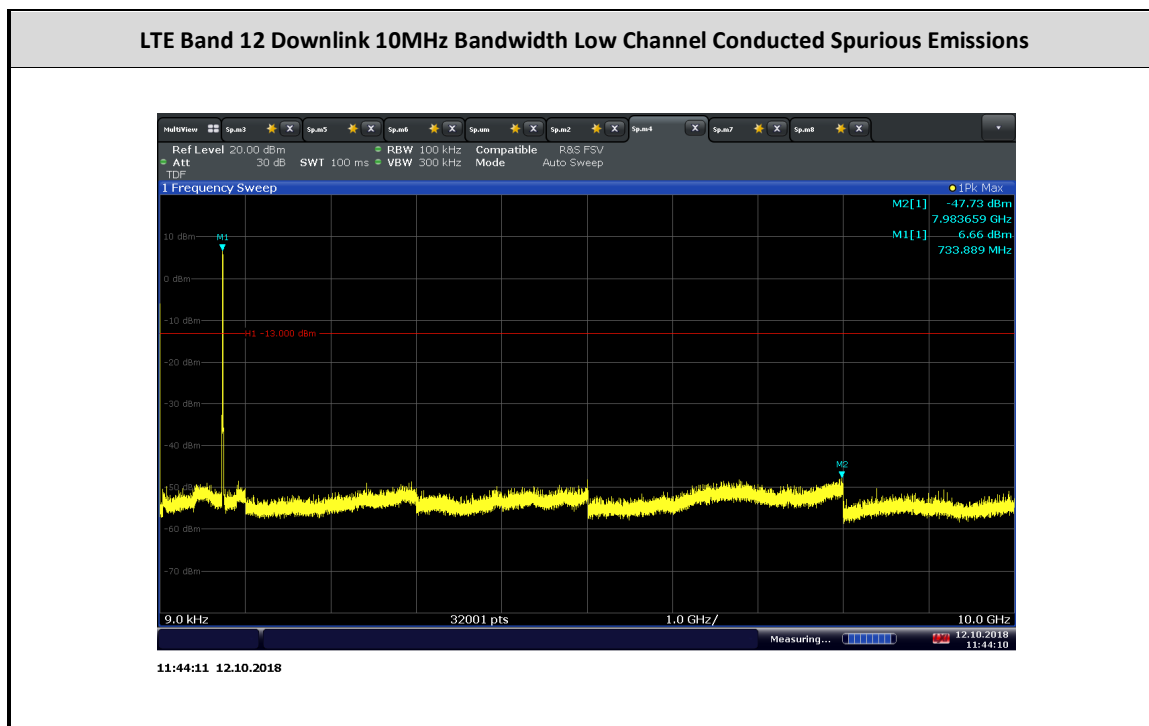 LTE Band 12 Downlink 10MHz Bandwidth Low Channel Conducted Spurious Emissions
MultiView Sp.m3 X Sp.m5 X Sp.m6 X Sp.um X Sp.m2 X Sp.m4 X Sp.m7 X Sp.m8 X
Ref Level 20.00 dBm RBW 100 kHz Compatible R&S FSV
Att 30 dB SWT 100 ms VBW 300 kHz Mode Auto Sweep
TDF
1 Frequency Sweep 1Pk Max
M2[1] -47.73 dBm
7.983659 GHz
10 dBm M1 M1[1] 6.66 dBm
733.889 MHz
0 dBm
-10 dBm
H1 -13.000 dBm
-20 dBm
-30 dBm
-40 dBm
M2
-50 dBm
-60 dBm
-70 dBm
9.0 kHz 32001 pts 1.0 GHz/ 10.0 GHz
Measuring... 12.10.2018
11:44:10
11:44:11 12.10.2018